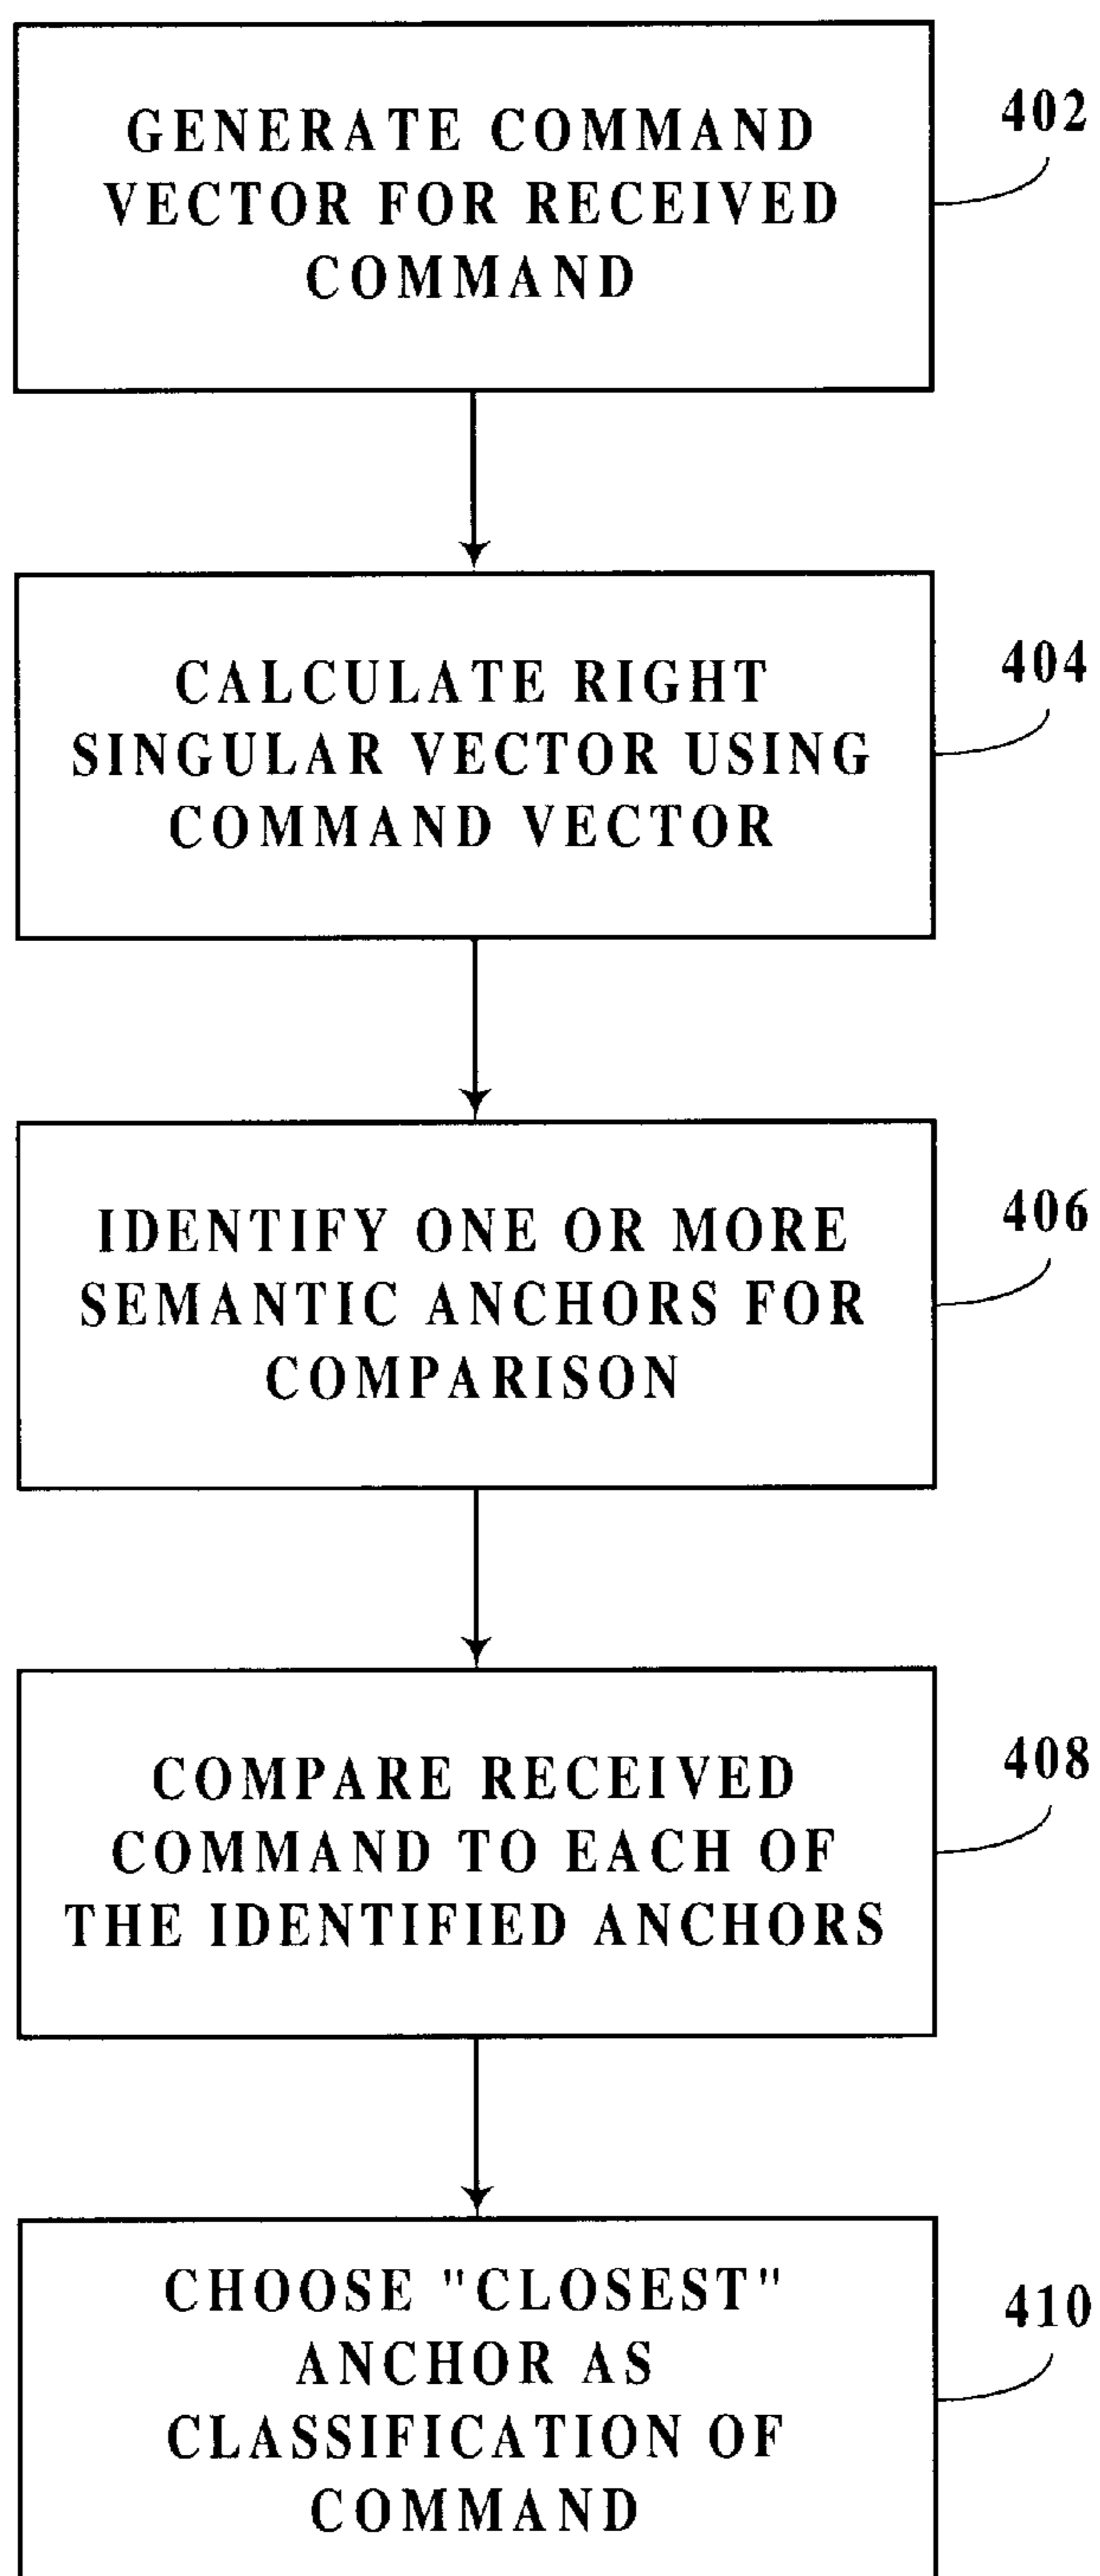 GENERATE COMMAND
VECTOR FOR RECEIVED
COMMAND
402
CALCULATE RIGHT
SINGULAR VECTOR USING
COMMAND VECTOR
404
IDENTIFY ONE OR MORE
SEMANTIC ANCHORS FOR
COMPARISON
406
COMPARE RECEIVED
COMMAND TO EACH OF
THE IDENTIFIED ANCHORS
408
CHOOSE "CLOSEST"
ANCHOR AS
CLASSIFICATION OF
COMMAND
410